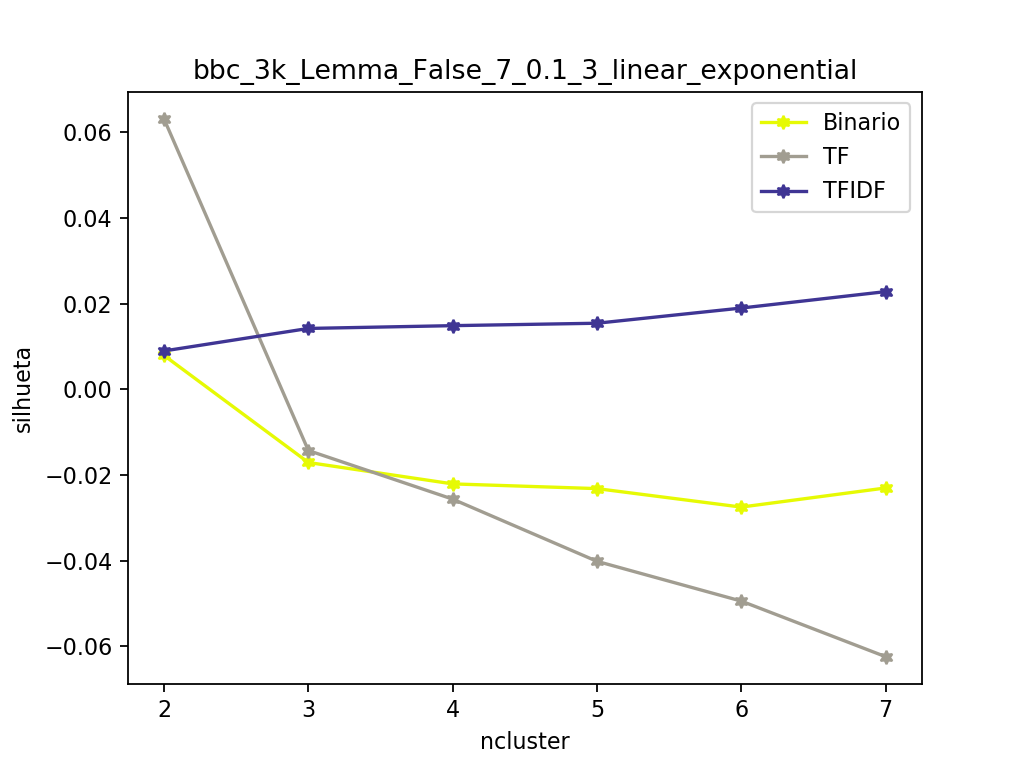 bbc_3k_Lemma_False_7_0.1_3_linear_exponential
Binario
TF
TFIDF
0.06
0.04
0.02
0.00
−0.02
−0.04
−0.06
silhueta
2 3 4 5 6 7
ncluster